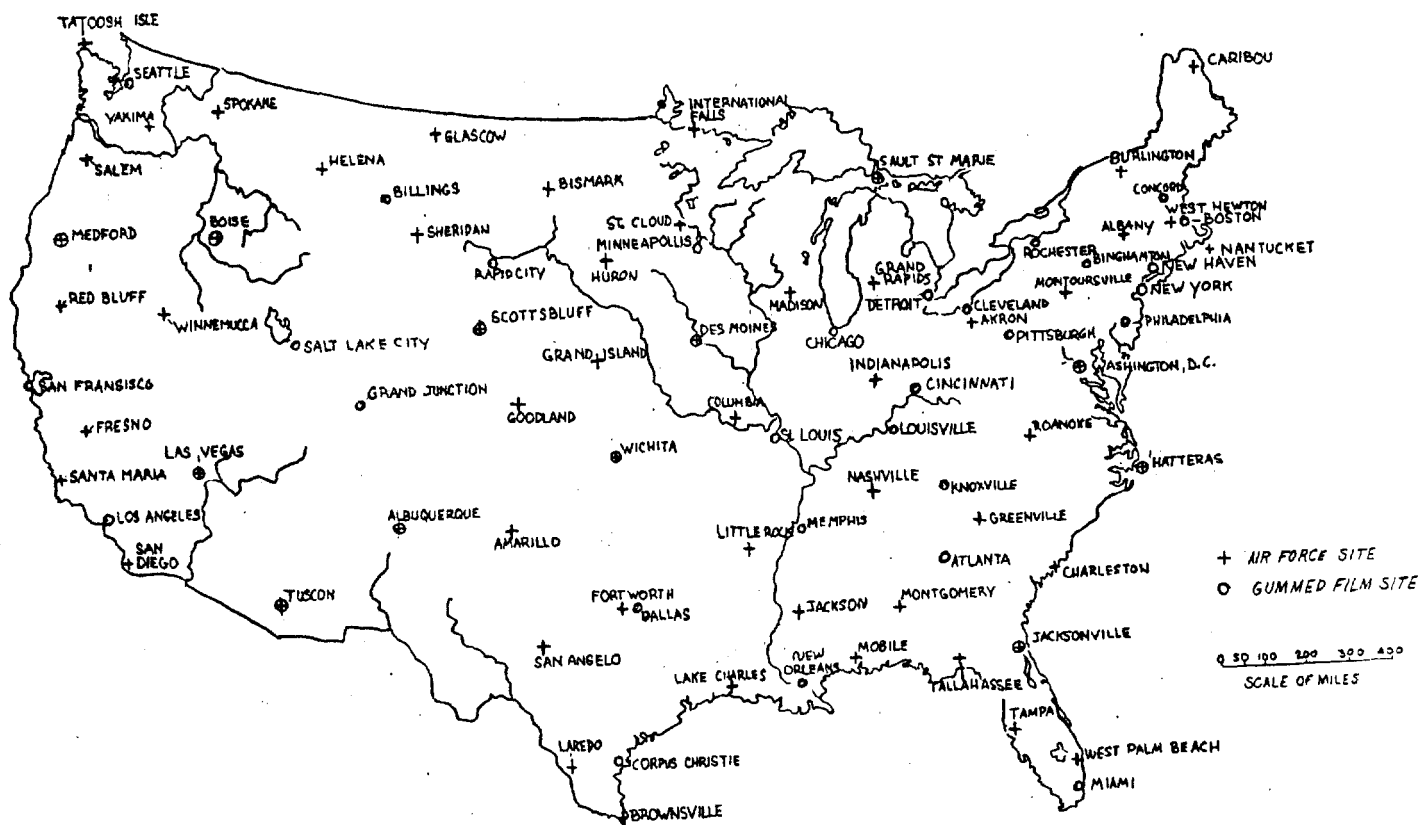 TATOOSH ISLE
CARIBOU
SEATTLE
SPOKANE
YAKIMA
INTERNATIONAL
FALLS
GLASCOW
SALEM
HELENA
SAULT ST MARIE
BURLINGTON
BILLINGS
BISMARK
CONCORD
WEST NEWTON
BOSTON
ALBANY
MEDFORD
BOISE
SHERIDAN
ST. CLOUD
MINNEAPOLIS
ROCHESTER
NANTUCKET
RAPID CITY
HURON
GRAND
RAPIDS
BINGHAMTON
NEW HAVEN
RED BLUFF
WINNEMUCCA
MADISON
DETROIT
MONTOURSVILLE
NEW YORK
SCOTTSBLUFF
DES MOINES
CLEVELAND
AKRON
PHILADELPHIA
SALT LAKE CITY
CHICAGO
PITTSBURGH
GRAND ISLAND
INDIANAPOLIS
WASHINGTON, D.C.
SAN FRANSISCO
GRAND JUNCTION
GOODLAND
COLUMBIA
CINCINNATI
FRESNO
ST. LOUIS
LOUISVILLE
ROANOKE
LAS VEGAS
WICHITA
HATTERAS
SANTA MARIA
NASHVILLE
KNOXVILLE
LOS ANGELES
ALBUQUERQUE
AMARILLO
LITTLE ROCK
MEMPHIS
GREENVILLE
SAN
DIEGO
ATLANTA
CHARLESTON
+ AIR FORCE SITE
O GUMMED FILM SITE
TUSCON
FORT WORTH
DALLAS
JACKSON
MONTGOMERY
JACKSONVILLE
SAN ANGELO
NEW
ORLEANS
MOBILE
TALLAHASSEE
0 50 100 200 300 400
SCALE OF MILES
LAKE CHARLES
TAMPA
LAREDO
CORPUS CHRISTIE
WEST PALM BEACH
MIAMI
BROWNSVILLE